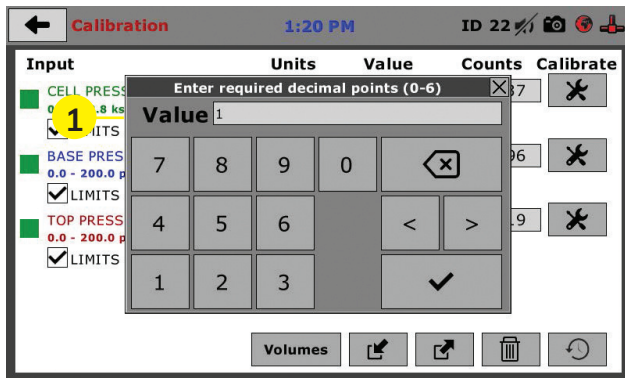 Calibration 1:20 PM ID 22
Input Units Value Counts Calibrate
Enter required decimal points (0-6)
CELL PRESS
.8 ks
Value 1
1
LIMITS
BASE PRES
0.0 - 200.0 p
LIMITS
TOP PRESS
0.0 - 200.0 p
LIMITS
7 8 9 0
4 5 6 < >
1 2 3
Volumes